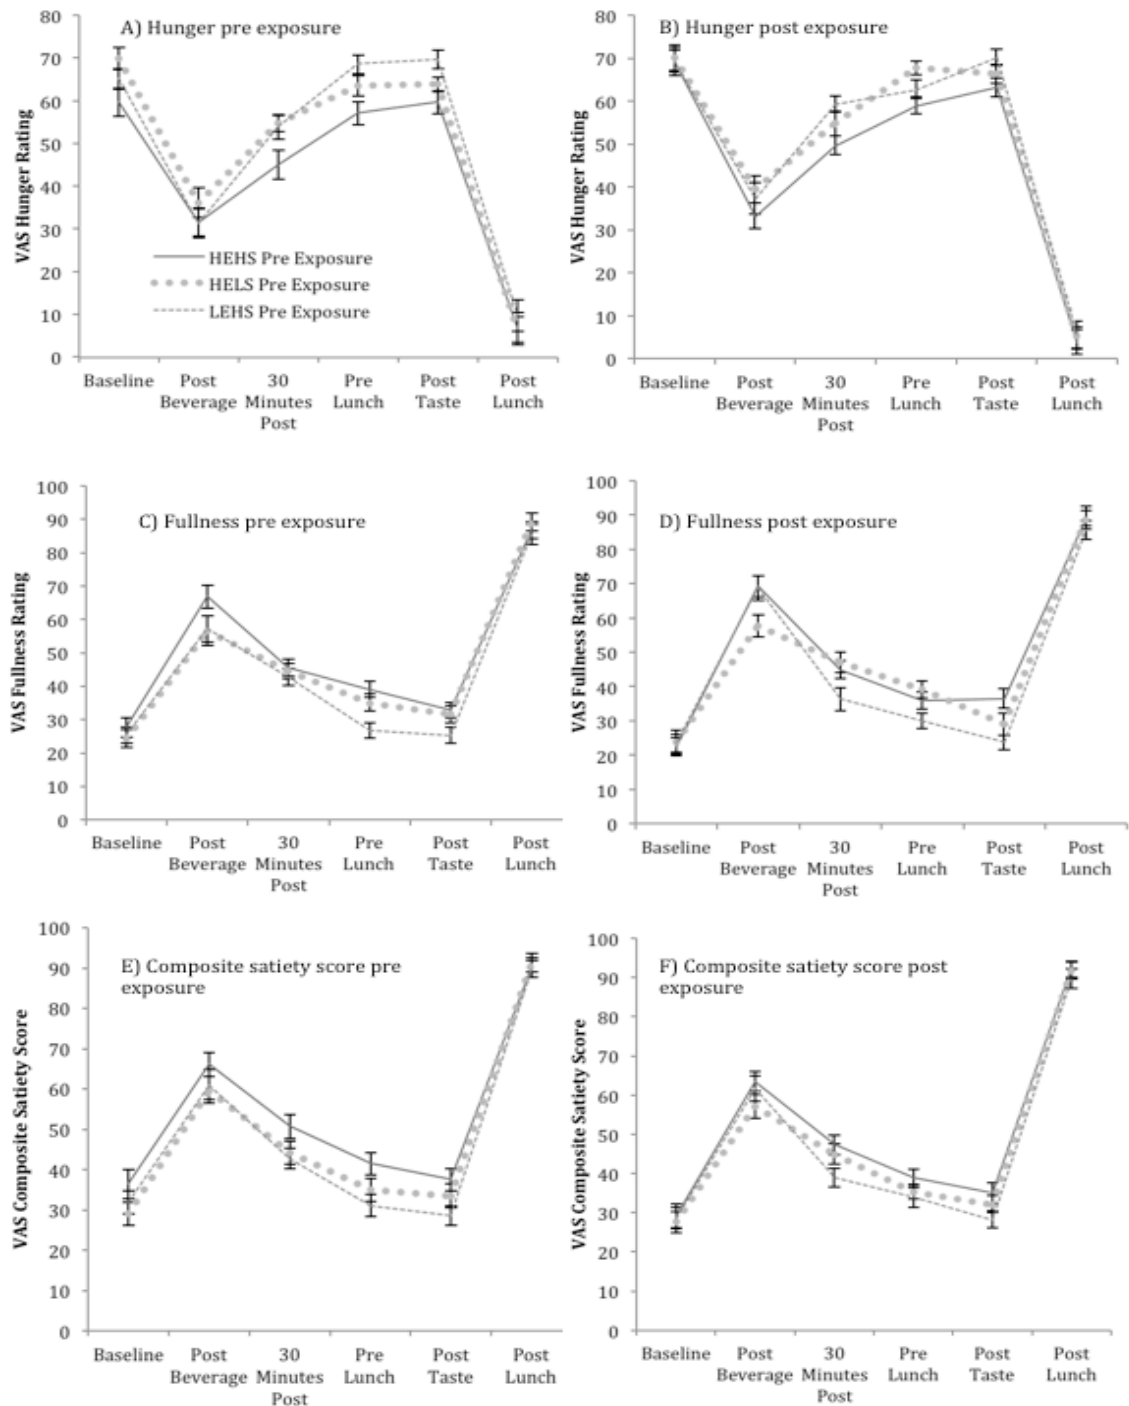 A) Hunger pre exposure
VAS Hunger Rating
80
70
60
50
40
30
20
10
0
HEHS Pre Exposure
HELS Pre Exposure
LEHS Pre Exposure
Baseline Post 30 Pre Post Post
Beverage Minutes Lunch Taste Lunch
Post
B) Hunger post exposure
VAS Hunger Rating
80
70
60
50
40
30
20
10
0
Baseline Post 30 Pre Post Post
Beverage Minutes Lunch Taste Lunch
Post
C) Fullness pre exposure
VAS Fullness Rating
100
90
80
70
60
50
40
30
20
10
0
Baseline Post 30 Pre Post Post
Beverage Minutes Lunch Taste Lunch
Post
D) Fullness post exposure
VAS Fullness Rating
100
90
80
70
60
50
40
30
20
10
0
Baseline Post 30 Pre Post Post
Beverage Minutes Lunch Taste Lunch
Post
E) Composite satiety score pre
exposure
VAS Composite Satiety Score
100
90
80
70
60
50
40
30
20
10
0
Baseline Post 30 Pre Post Post
Beverage Minutes Lunch Taste Lunch
Post
F) Composite satiety score post
exposure
VAS Composite Satiety Score
100
90
80
70
60
50
40
30
20
10
0
Baseline Post 30 Pre Post Post
Beverage Minutes Lunch Taste Lunch
Post